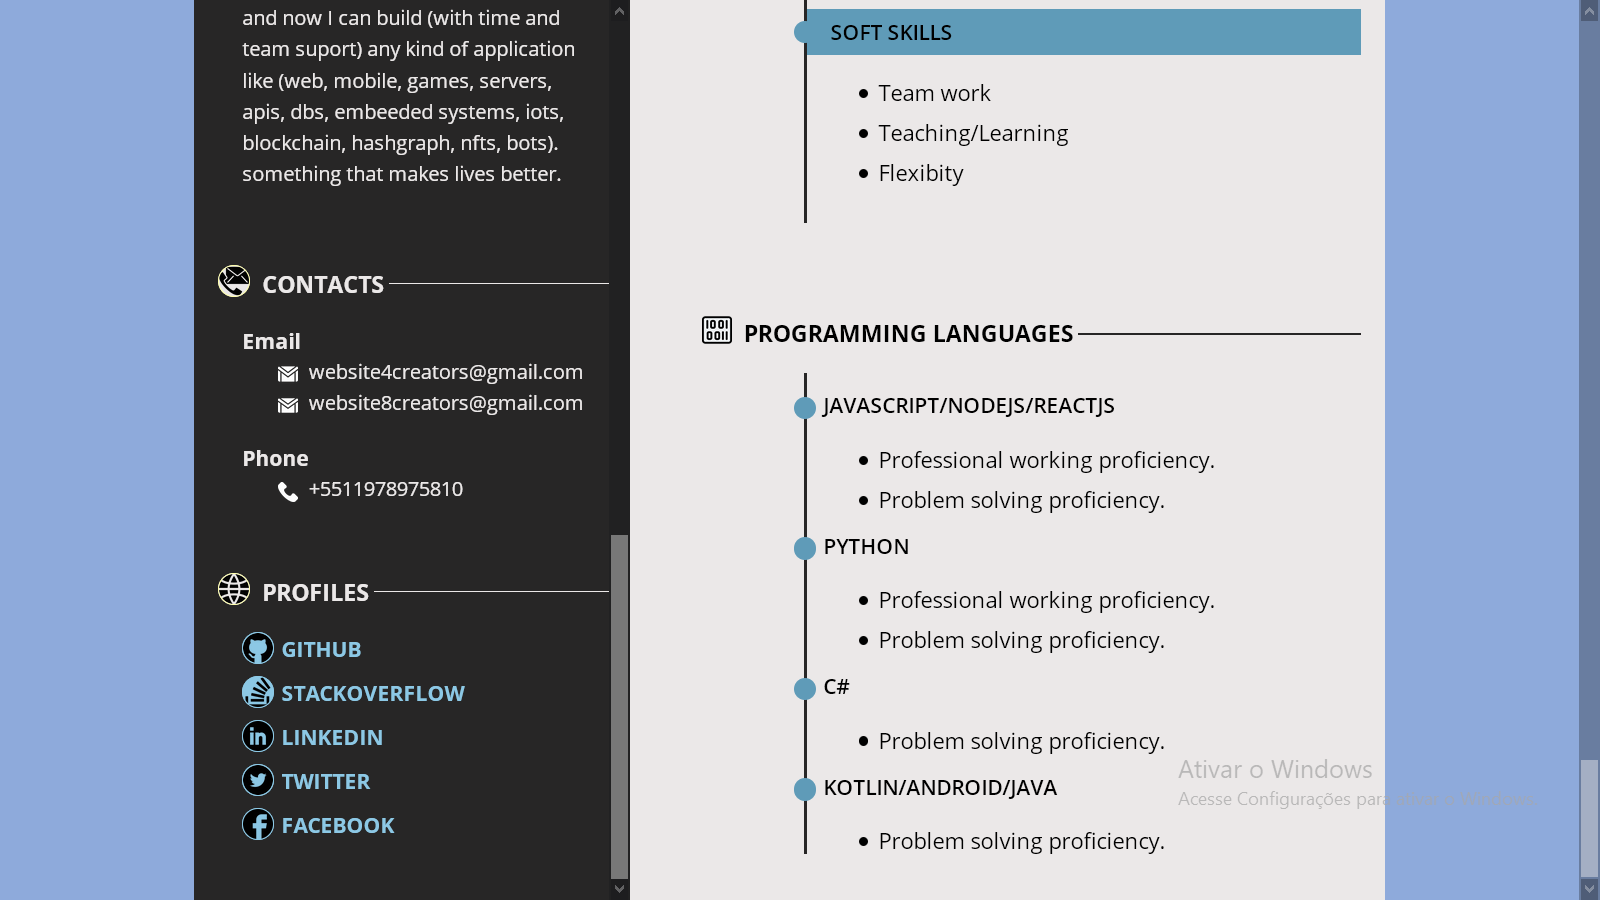 and now I can build (with time and
team suport) any kind of application
like (web, mobile, games, servers,
apis, dbs, embeeded systems, iots,
blockchain, hashgraph, nfts, bots).
something that makes lives better.
CONTACTS
Email
website4creators@gmail.com
website8creators@gmail.com
Phone
+5511978975810
PROFILES
GITHUB
STACKOVERFLOW
LINKEDIN
TWITTER
FACEBOOK
SOFT SKILLS
Team work
Teaching/Learning
Flexibity
PROGRAMMING LANGUAGES
JAVASCRIPT/NODEJS/REACTJS
Professional working proficiency.
Problem solving proficiency.
PYTHON
Professional working proficiency.
Problem solving proficiency.
C#
Problem solving proficiency.
KOTLIN/ANDROID/JAVA
Problem solving proficiency.
Ativar o Windows
Acesse Configurações para